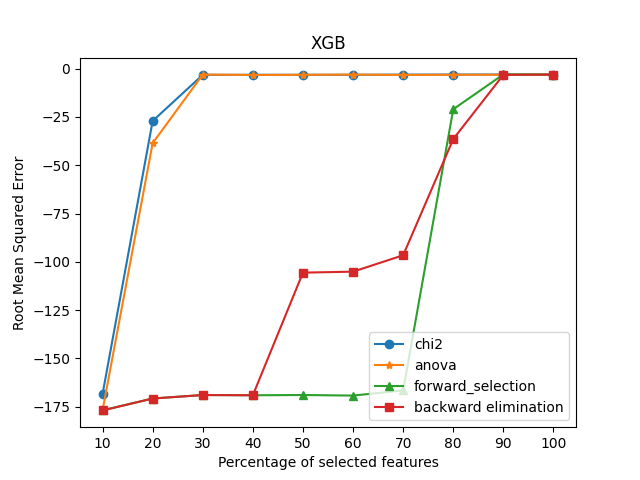 XGB
Root Mean Squared Error
0
−25
−50
−75
−100
−125
−150
−175
chi2
anova
forward_selection
backward elimination
10 20 30 40 50 60 70 80 90 100
Percentage of selected features